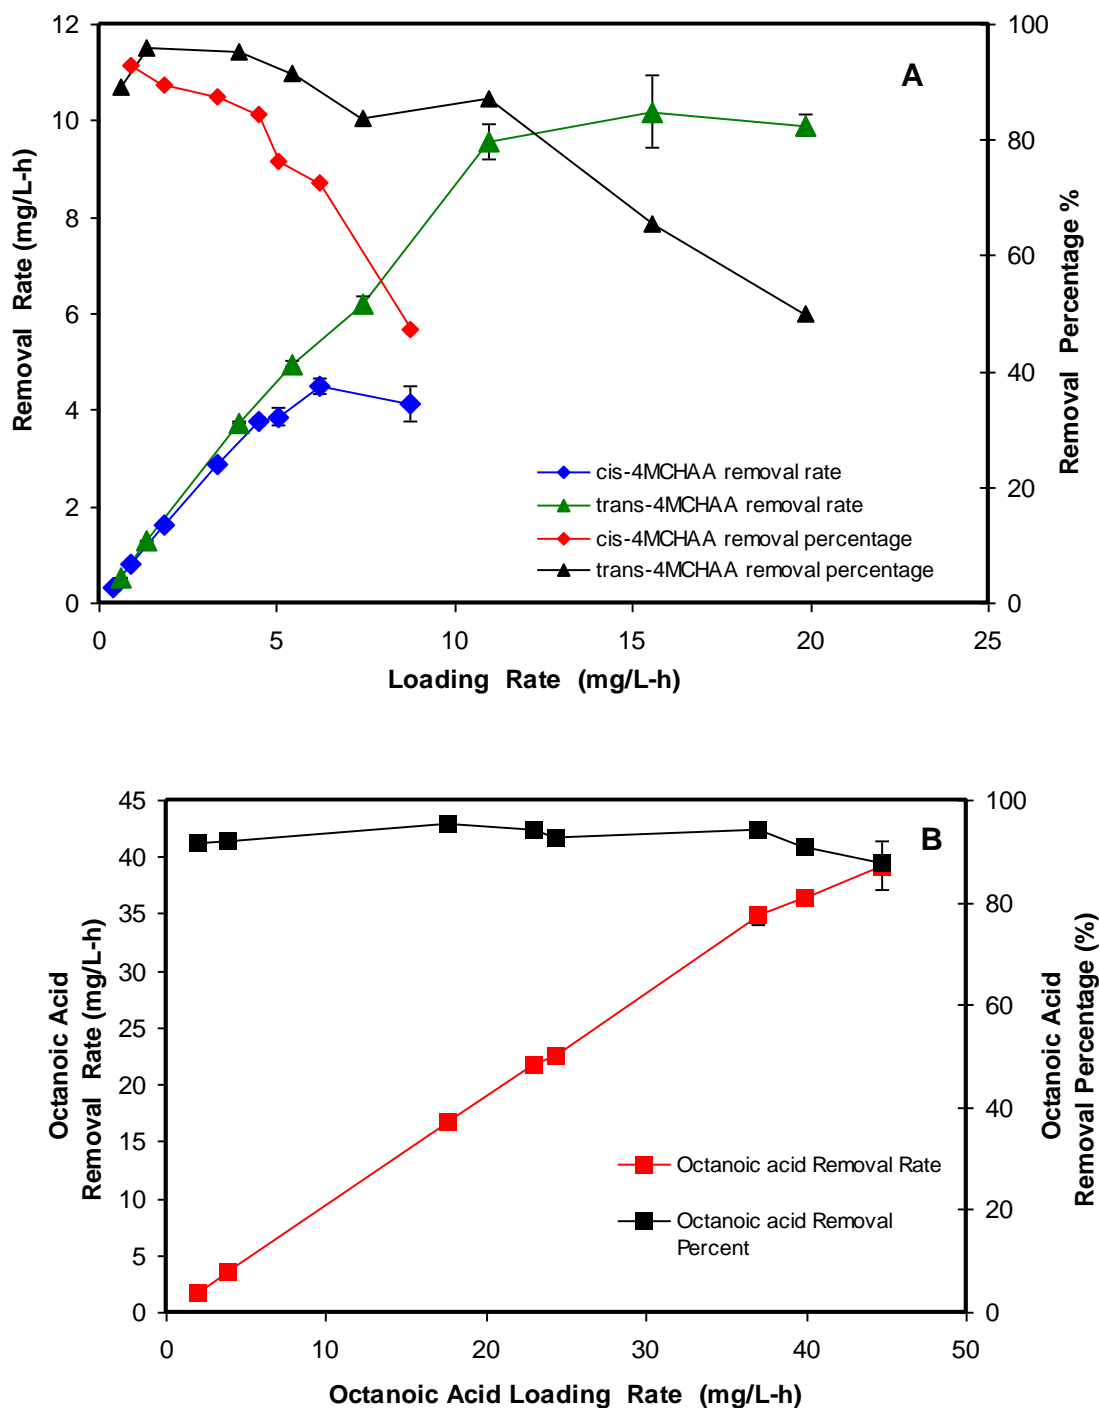 A
Removal Rate (mg/L-h)
12
10
8
6
4
2
0
100
80
60
40
20
0
Removal Percentage %
cis-4MCHAA removal rate
trans-4MCHAA removal rate
cis-4MCHAA removal percentage
trans-4MCHAA removal percentage
0 5 10 15 20 25
Loading Rate (mg/L-h)
B
Octanoic Acid
Removal Rate (mg/L-h)
45
40
35
30
25
20
15
10
5
0
100
80
60
40
20
0
Octanoic Acid
Removal Percentage (%)
Octanoic acid Removal Rate
Octanoic acid Removal
Percent
0 10 20 30 40 50
Octanoic Acid Loading Rate (mg/L-h)